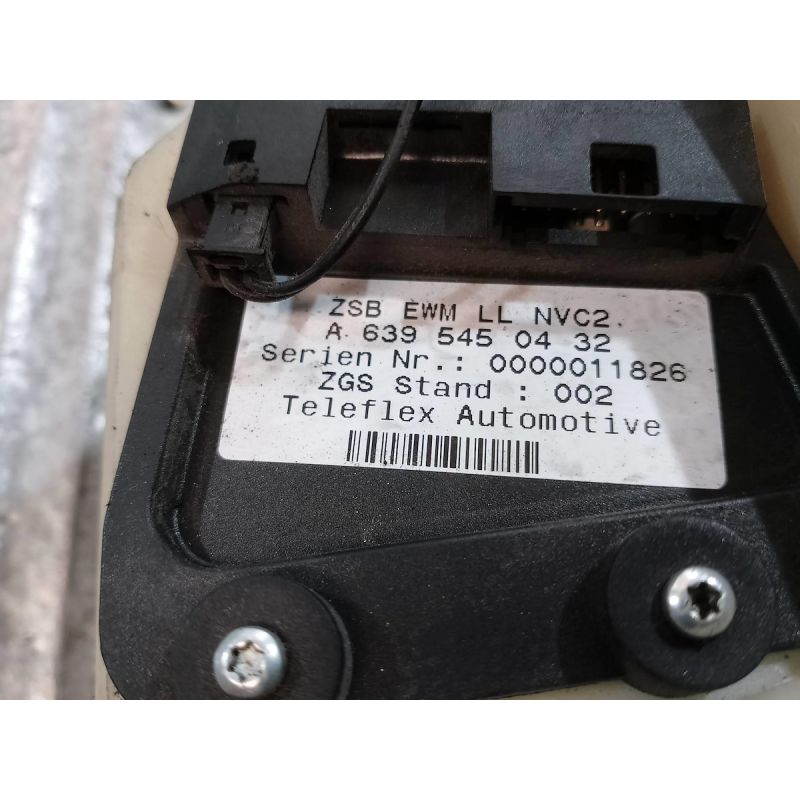 ZSB EWM LL NVC2.
A 639 545 04 32
Serien Nr.: 0000011826
ZGS Stand : 002
Teleflex Automotive